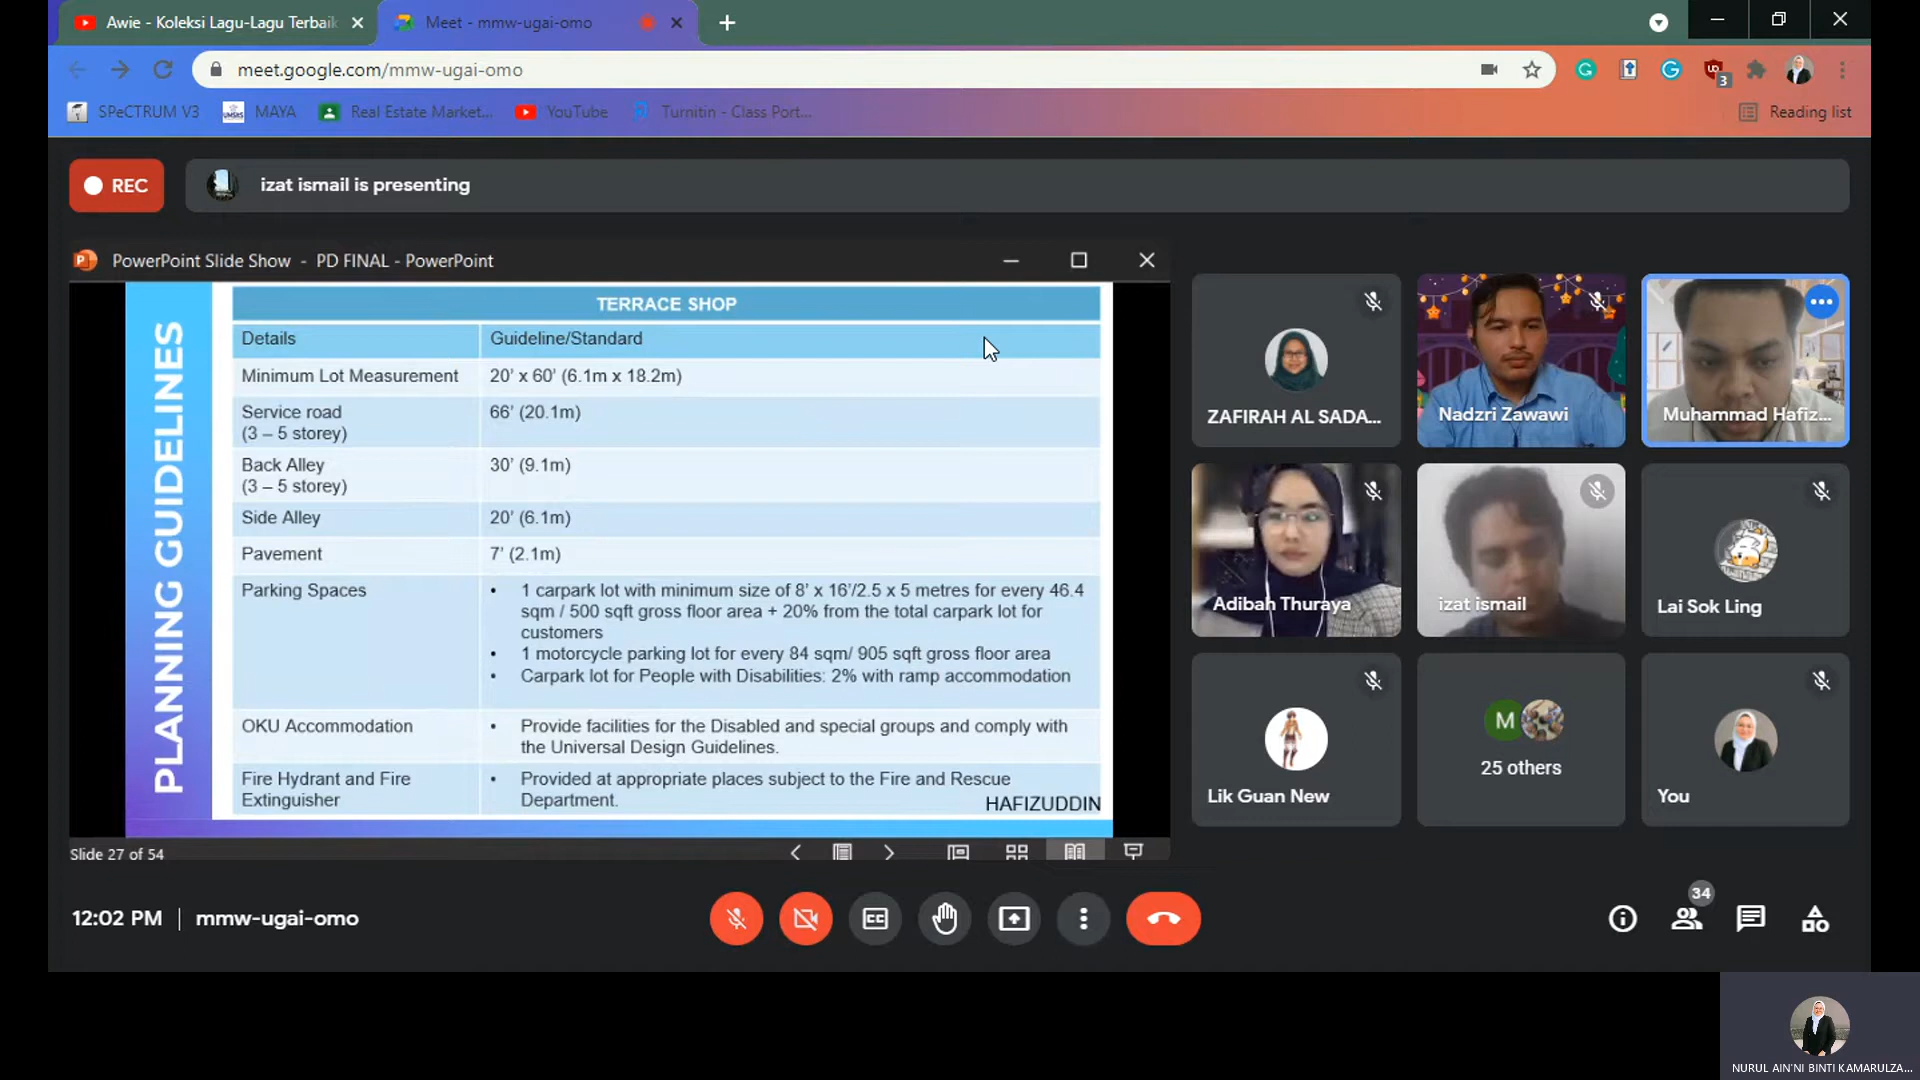 Awie - Koleksi Lagu-Lagu Terbaik
Meet - mmw-ugai-omo
meet.google.com/mmw-ugai-omo
3
SPeCTRUM V3
MAYA
Real Estate Market...
YouTube
Turnitin - Class Port...
Reading list
REC
izat ismail is presenting
PowerPoint Slide Show - PD FINAL - PowerPoint
PLANNING GUIDELINES
TERRACE SHOP
Details
Guideline/Standard
Minimum Lot Measurement
20' x 60' (6.1m x 18.2m)
Service road
(3 – 5 storey)
66' (20.1m)
Back Alley
(3 – 5 storey)
30' (9.1m)
Side Alley
20' (6.1m)
Pavement
7' (2.1m)
Parking Spaces
• 1 carpark lot with minimum size of 8' x 16'/2.5 x 5 metres for every 46.4
sqm / 500 sqft gross floor area + 20% from the total carpark lot for
customers
• 1 motorcycle parking lot for every 84 sqm/ 905 sqft gross floor area
• Carpark lot for People with Disabilities: 2% with ramp accommodation
OKU Accommodation
• Provide facilities for the Disabled and special groups and comply with
the Universal Design Guidelines.
Fire Hydrant and Fire
Extinguisher
• Provided at appropriate places subject to the Fire and Rescue
Department.
HAFIZUDDIN
Slide 27 of 54
ZAFIRAH AL SADA...
Nadzri Zawawi
Muhammad Hafiz...
Adibah Thuraya
izat ismail
Lai Sok Ling
Lik Guan New
M
25 others
You
12:02 PM | mmw-ugai-omo
34
NURUL AIN'NI BINTI KAMARULZA...